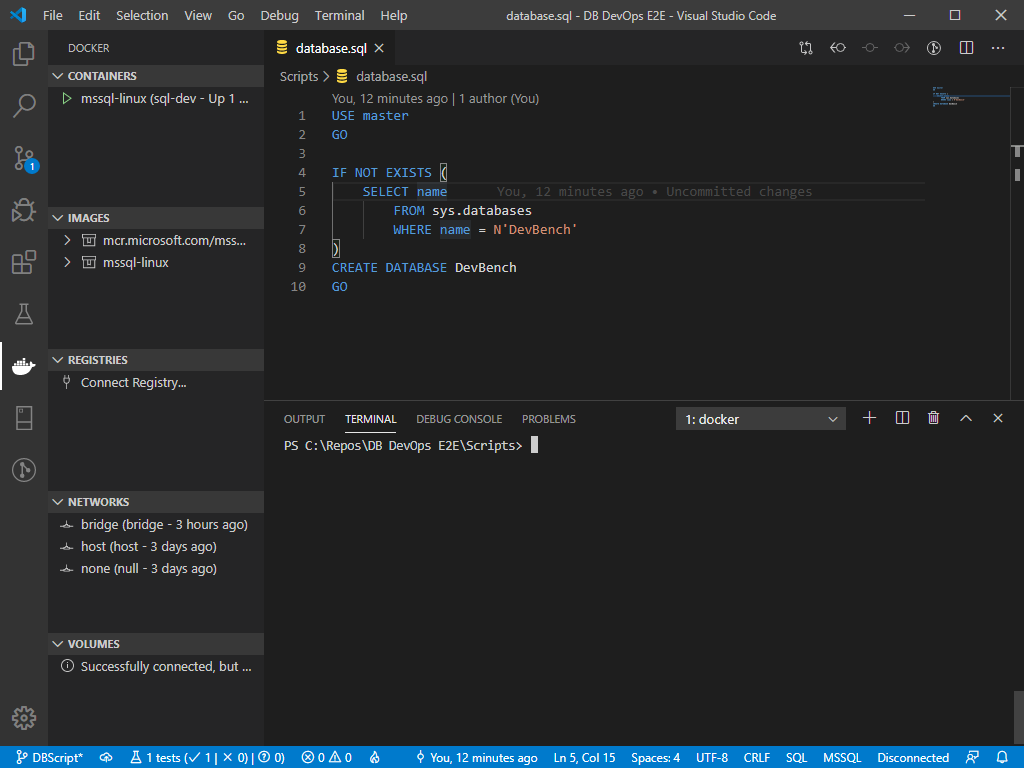 File Edit Selection View Go Debug Terminal Help database.sql - DB DevOps E2E - Visual Studio Code
DOCKER
CONTAINERS
mssql-linux (sql-dev - Up 1 ...
IMAGES
mcr.microsoft.com/mss...
mssql-linux
REGISTRIES
Connect Registry...
NETWORKS
bridge (bridge - 3 hours ago)
host (host - 3 days ago)
none (null - 3 days ago)
VOLUMES
Successfully connected, but ...
1
database.sql
Scripts > database.sql
You, 12 minutes ago | 1 author (You)
1 USE master
2 GO
3
4 IF NOT EXISTS (
5 SELECT name You, 12 minutes ago • Uncommitted changes
6 FROM sys.databases
7 WHERE name = N'DevBench'
8 )
9 CREATE DATABASE DevBench
10 GO
OUTPUT TERMINAL DEBUG CONSOLE PROBLEMS 1: docker
PS C:\Repos\DB DevOps E2E\Scripts>
DBScript* 1 tests (✓ 1 | ✕ 0) | ? 0) 0 0 You, 12 minutes ago Ln 5, Col 15 Spaces: 4 UTF-8 CRLF SQL MSSQL Disconnected